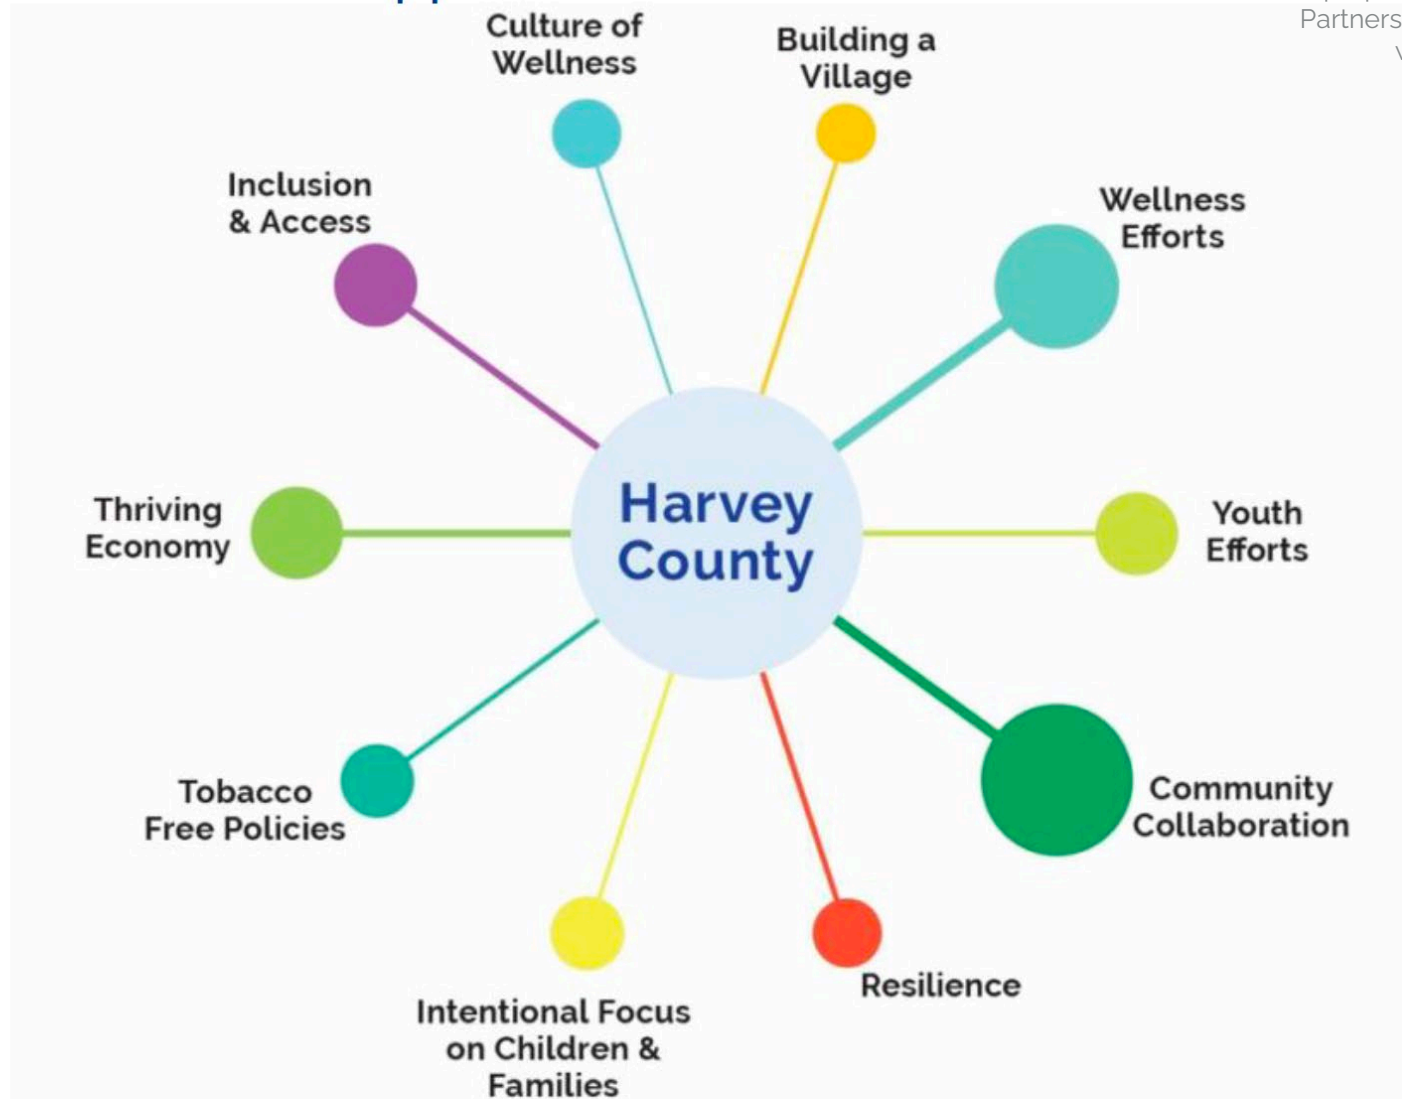 Partners
Culture of
Wellness
Building a
Village
Inclusion
& Access
Wellness
Efforts
Thriving
Economy
Harvey
County
Youth
Efforts
Tobacco
Free Policies
Community
Collaboration
Resilience
Intentional Focus
on Children &
Families